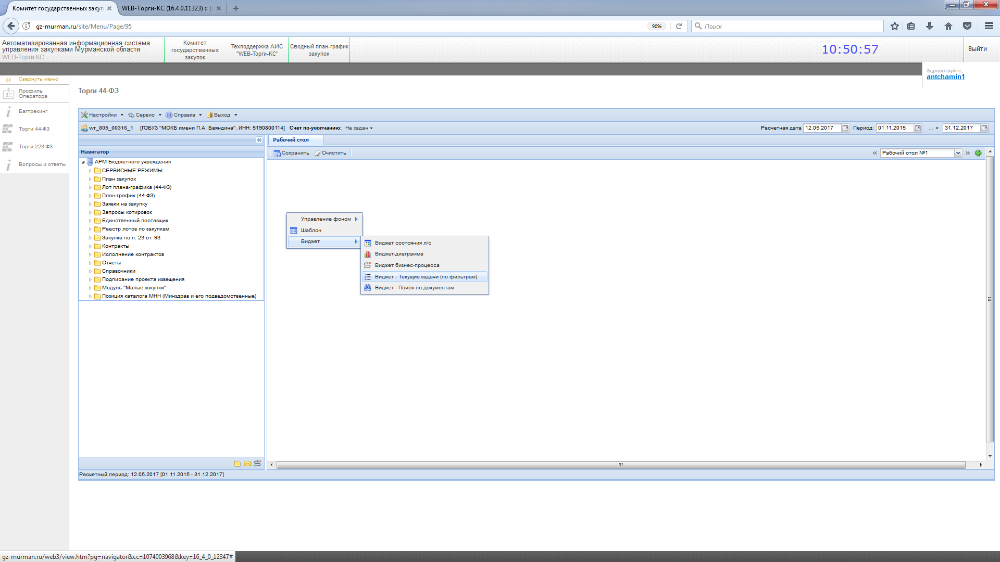 Комитет государственных закуп
WEB-Торги-КС (16.4.0.11323) :: (
gz-murman.ru/site/Menu/Page/95
90%
Поиск
Автоматизированная информационная система
управления закупками Мурманской области
WEB-Торги КС
Комитет
государственных
закупок
Техподдержка АИС
"WEB-Торги-КС"
Сводный план-график
закупок
10:50:57
Выйти
Здравствуйте,
antchamin1
Свернуть меню
Профиль
Оператора
Багтрекинг
Торги 44-ФЗ
Торги 223-ФЗ
Вопросы и ответы
Торги 44-ФЗ
Настройки
Сервис
Справка
Выход
wr_805_00316_1 [ГОБУЗ "МОКБ имени П.А. Баяндина", ИНН: 5190800114] Счет по-умолчанию: Не задан
Расчетная дата 12.05.2017 Период: 01.11.2015 ... 31.12.2017
Навигатор
АРМ Бюджетного учреждения
СЕРВИСНЫЕ РЕЖИМЫ
План закупок
Лот плана-графика (44-ФЗ)
План-график (44-ФЗ)
Заявки на закупку
Запросы котировок
Единственный поставщик
Реестр лотов по закупкам
Закупка по п. 23 ст. 93
Контракты
Исполнение контрактов
Отчеты
Справочники
Подписание проекта извещения
Модуль "Малые закупки"
Позиция каталога МНН (Минздрав и его подведомственные)
Рабочий стол
Сохранить
Очистить
Рабочий стол №1
Управление фоном
Шаблон
Виджет
Виджет состояния л/с
Виджет-диаграмма
Виджет бизнес-процесса
Виджет - Текущие задачи (по фильтрам)
Виджет - Поиск по документам
Расчетный период: 12.05.2017 [01.11.2015 - 31.12.2017]
gz-murman.ru/web3/view.htm?pg=navigator&cc=1074003968&key=16_4_0_12347#